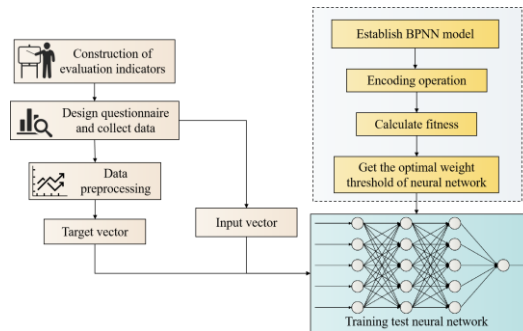 Construction of
evaluation indicators
Design questionnaire
and collect data
Data
preprocessing
Target vector
Input vector
Establish BPNN model
Encoding operation
Calculate fitness
Get the optimal weight
threshold of neural network
Training test neural network